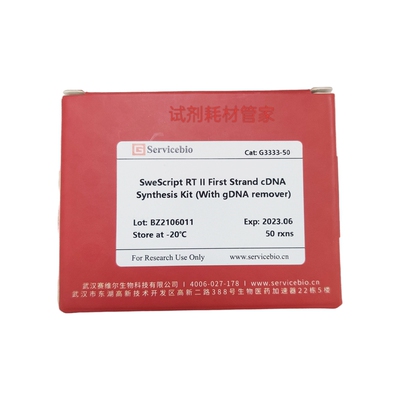 试剂耗材管家
Servicebio
Cat: G3333-50
SweScript RT II First Strand cDNA
Synthesis Kit (With gDNA remover)
Lot: BZ2106011
Exp: 2023.06
Store at -20℃
50 rxns
For Research Use Only
www.servicebio.cn
武汉赛维尔生物科技有限公司 | 4006-027-178 | www.servicebio.cn
武汉市东湖高新技术开发区高新二路388号生物医药加速器22栋5楼